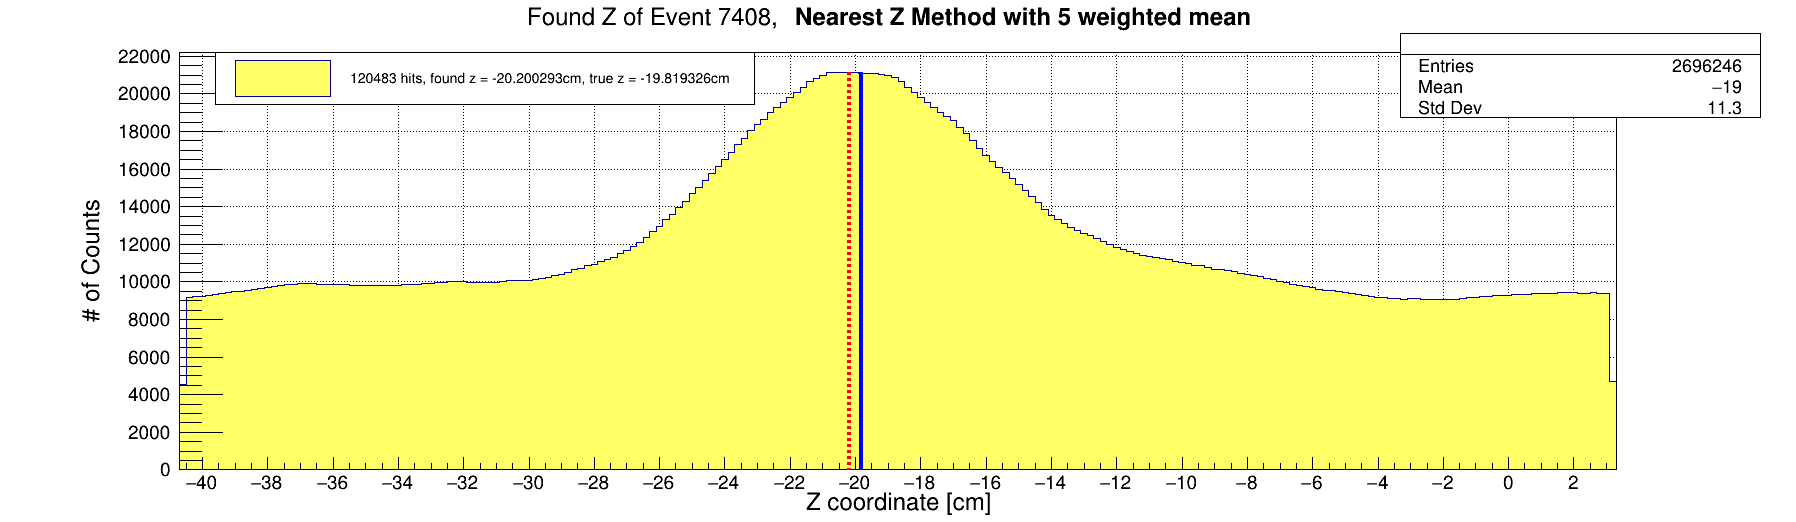 Found Z of Event 7408, Nearest Z Method with 5 weighted mean
120483 hits, found z = -20.200293cm, true z = -19.819326cm
Entries 2696246
Mean −19
Std Dev 11.3
# of Counts
22000
20000
18000
16000
14000
12000
10000
8000
6000
4000
2000
0
−40 −38 −36 −34 −32 −30 −28 −26 −24 −22 −20 −18 −16 −14 −12 −10 −8 −6 −4 −2 0 2
Z coordinate [cm]